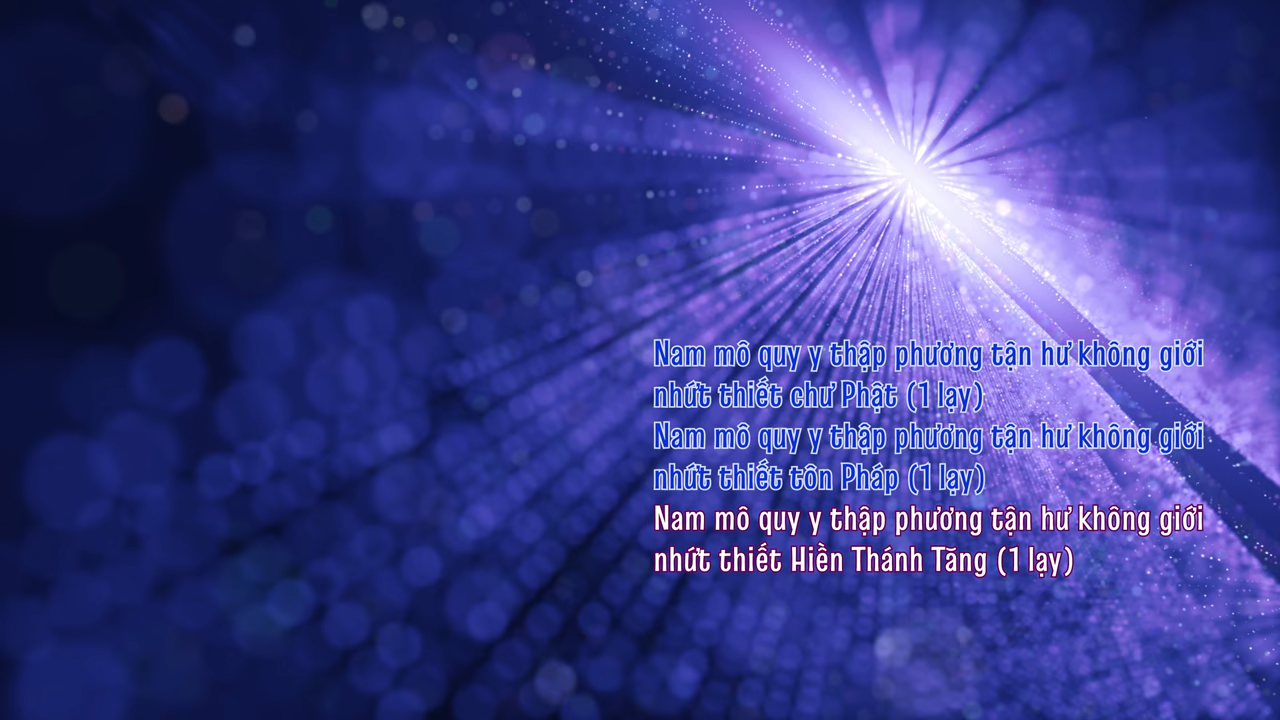 Nam mô quy y thập phương tận hư không giới
nhứt thiết chư Phật (1 lạy)
Nam mô quy y thập phương tận hư không giới
nhứt thiết tôn Pháp (1 lạy)
Nam mô quy y thập phương tận hư không giới
nhứt thiết Hiền Thánh Tăng (1 lạy)